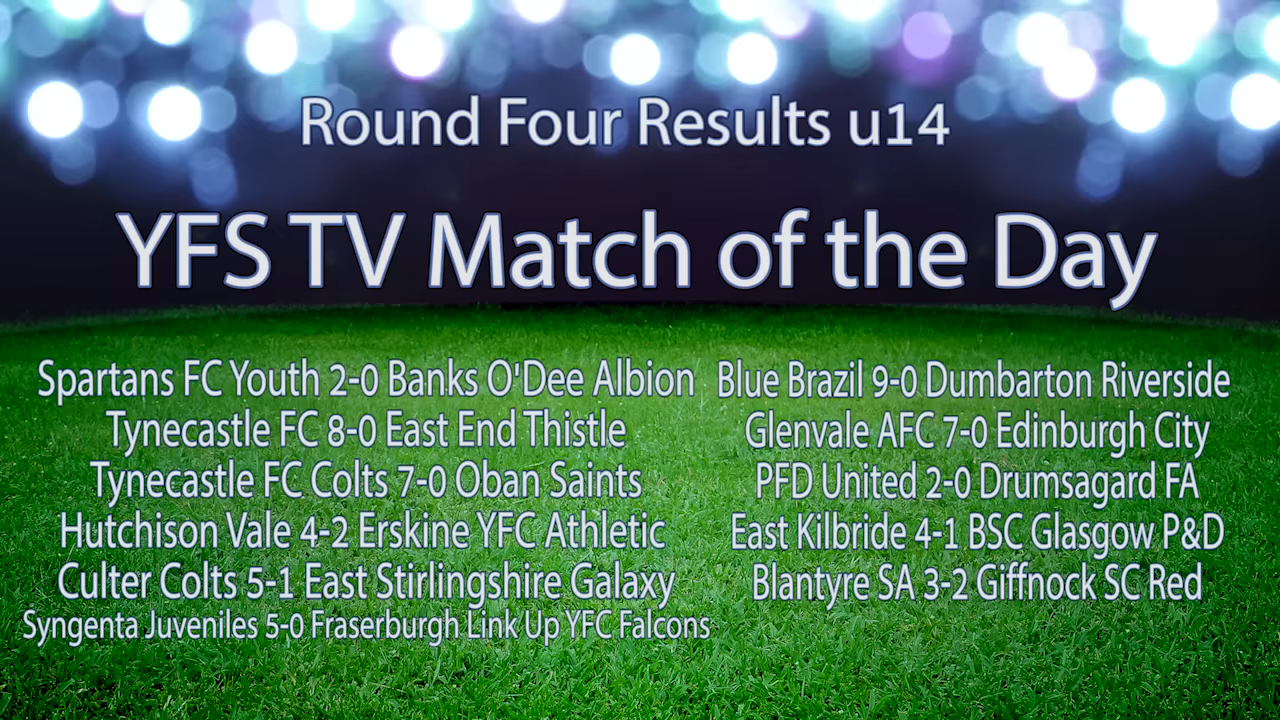 Round Four Results u14
YFS TV Match of the Day
Spartans FC Youth 2-0 Banks O'Dee Albion
Tynecastle FC 8-0 East End Thistle
Tynecastle FC Colts 7-0 Oban Saints
Hutchison Vale 4-2 Erskine YFC Athletic
Culter Colts 5-1 East Stirlingshire Galaxy
Syngenta Juveniles 5-0 Fraserburgh Link Up YFC Falcons
Blue Brazil 9-0 Dumbarton Riverside
Glenvale AFC 7-0 Edinburgh City
PFD United 2-0 Drumsagard FA
East Kilbride 4-1 BSC Glasgow P&D
Blantyre SA 3-2 Giffnock SC Red